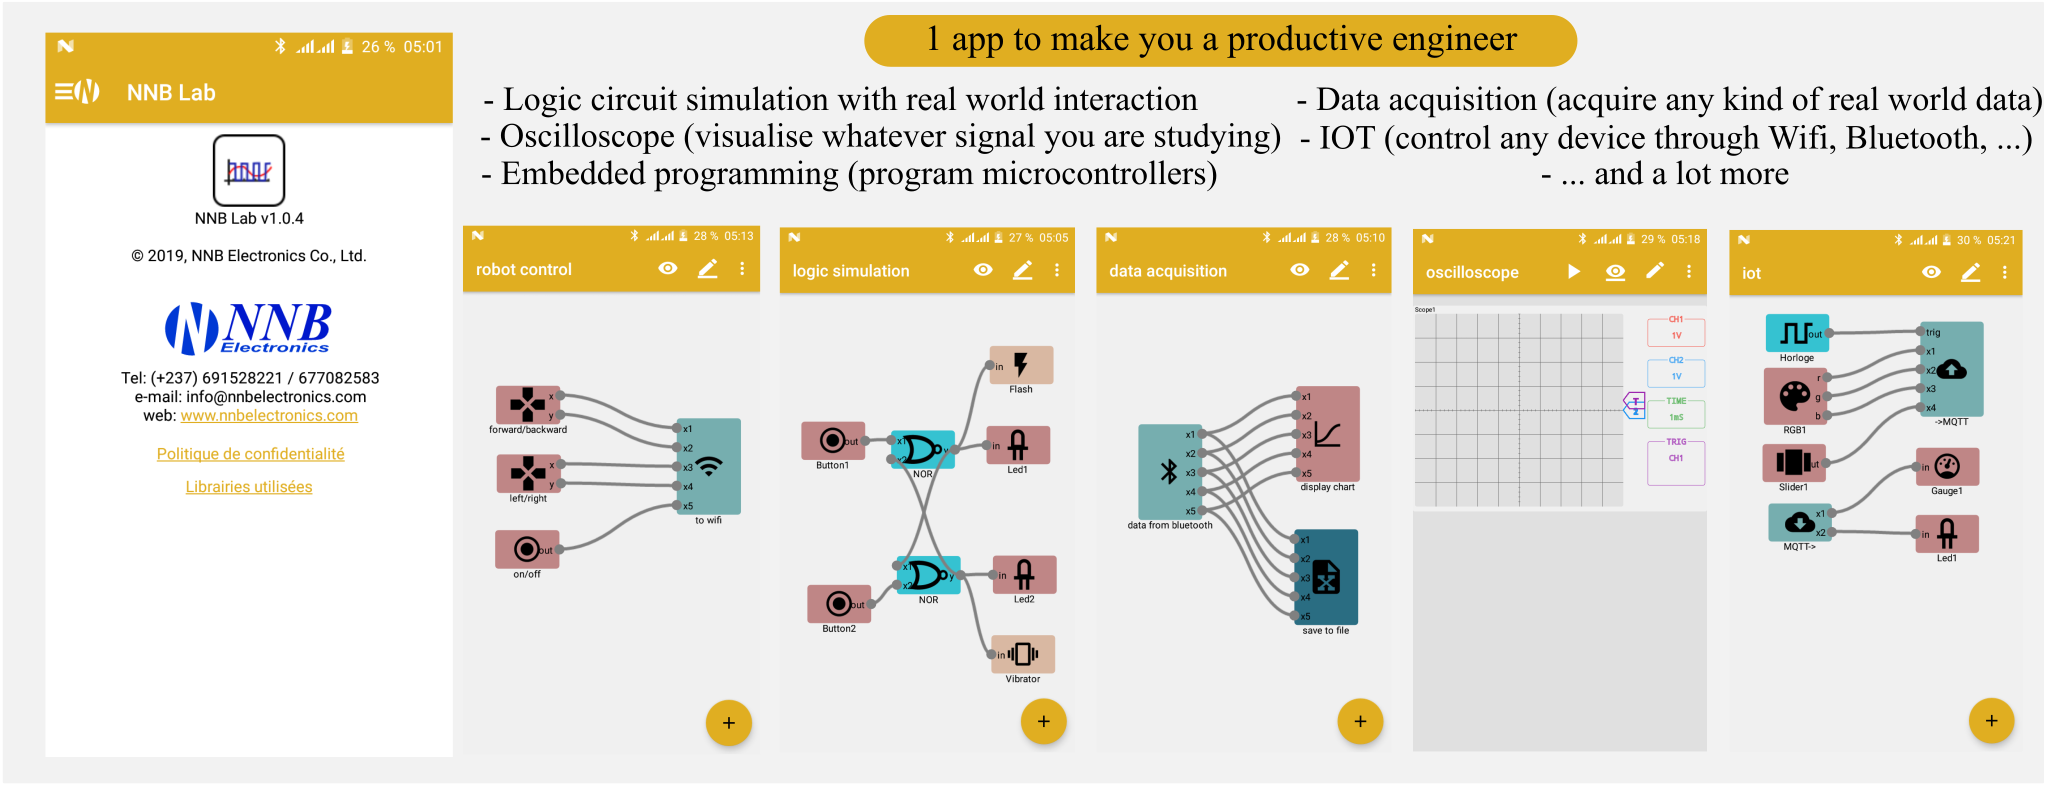 26 % 05:01
NNB Lab
NNB Lab v1.0.4
© 2019, NNB Electronics Co., Ltd.
NNB
Electronics
Tel: (+237) 691528221 / 677082583
e-mail: info@nnbelectronics.com
web: www.nnbelectronics.com
Politique de confidentialité
Librairies utilisées
1 app to make you a productive engineer
- Logic circuit simulation with real world interaction
- Oscilloscope (visualise whatever signal you are studying)
- Embedded programming (program microcontrollers)
- Data acquisition (acquire any kind of real world data)
- IOT (control any device through Wifi, Bluetooth, ...)
- ... and a lot more
28 % 05:13
robot control
x
y
forward/backward
x
y
left/right
out
on/off
x1
x2
x3
x4
x5
to wifi
+
27 % 05:05
logic simulation
in
Flash
out
Button1
x1
x2
y
NOR
in
Led1
x1
x2
y
NOR
in
Led2
out
Button2
in
Vibrator
+
28 % 05:10
data acquisition
x1
x2
x3
x4
x5
data from bluetooth
x1
x2
x3
x4
x5
display chart
x1
x2
x3
x4
x5
save to file
+
29 % 05:18
oscilloscope
Scope1
CH1
1V
CH2
1V
T
2
TIME
1mS
TRIG
CH1
30 % 05:21
iot
out
Horloge
trig
x1
x2
x3
x4
->MQTT
r
g
b
RGB1
ut
Slider1
in
Gauge1
x1
x2
MQTT->
in
Led1
+